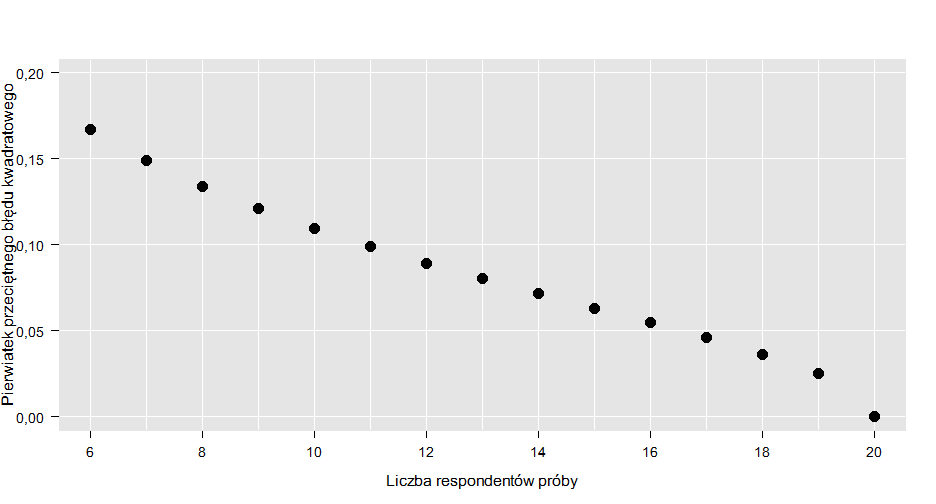 Pierwiatek przeciętnego błędu kwadratowego
0,20
0,15
0,10
0,05
0,00
6 8 10 12 14 16 18 20
Liczba respondentów próby